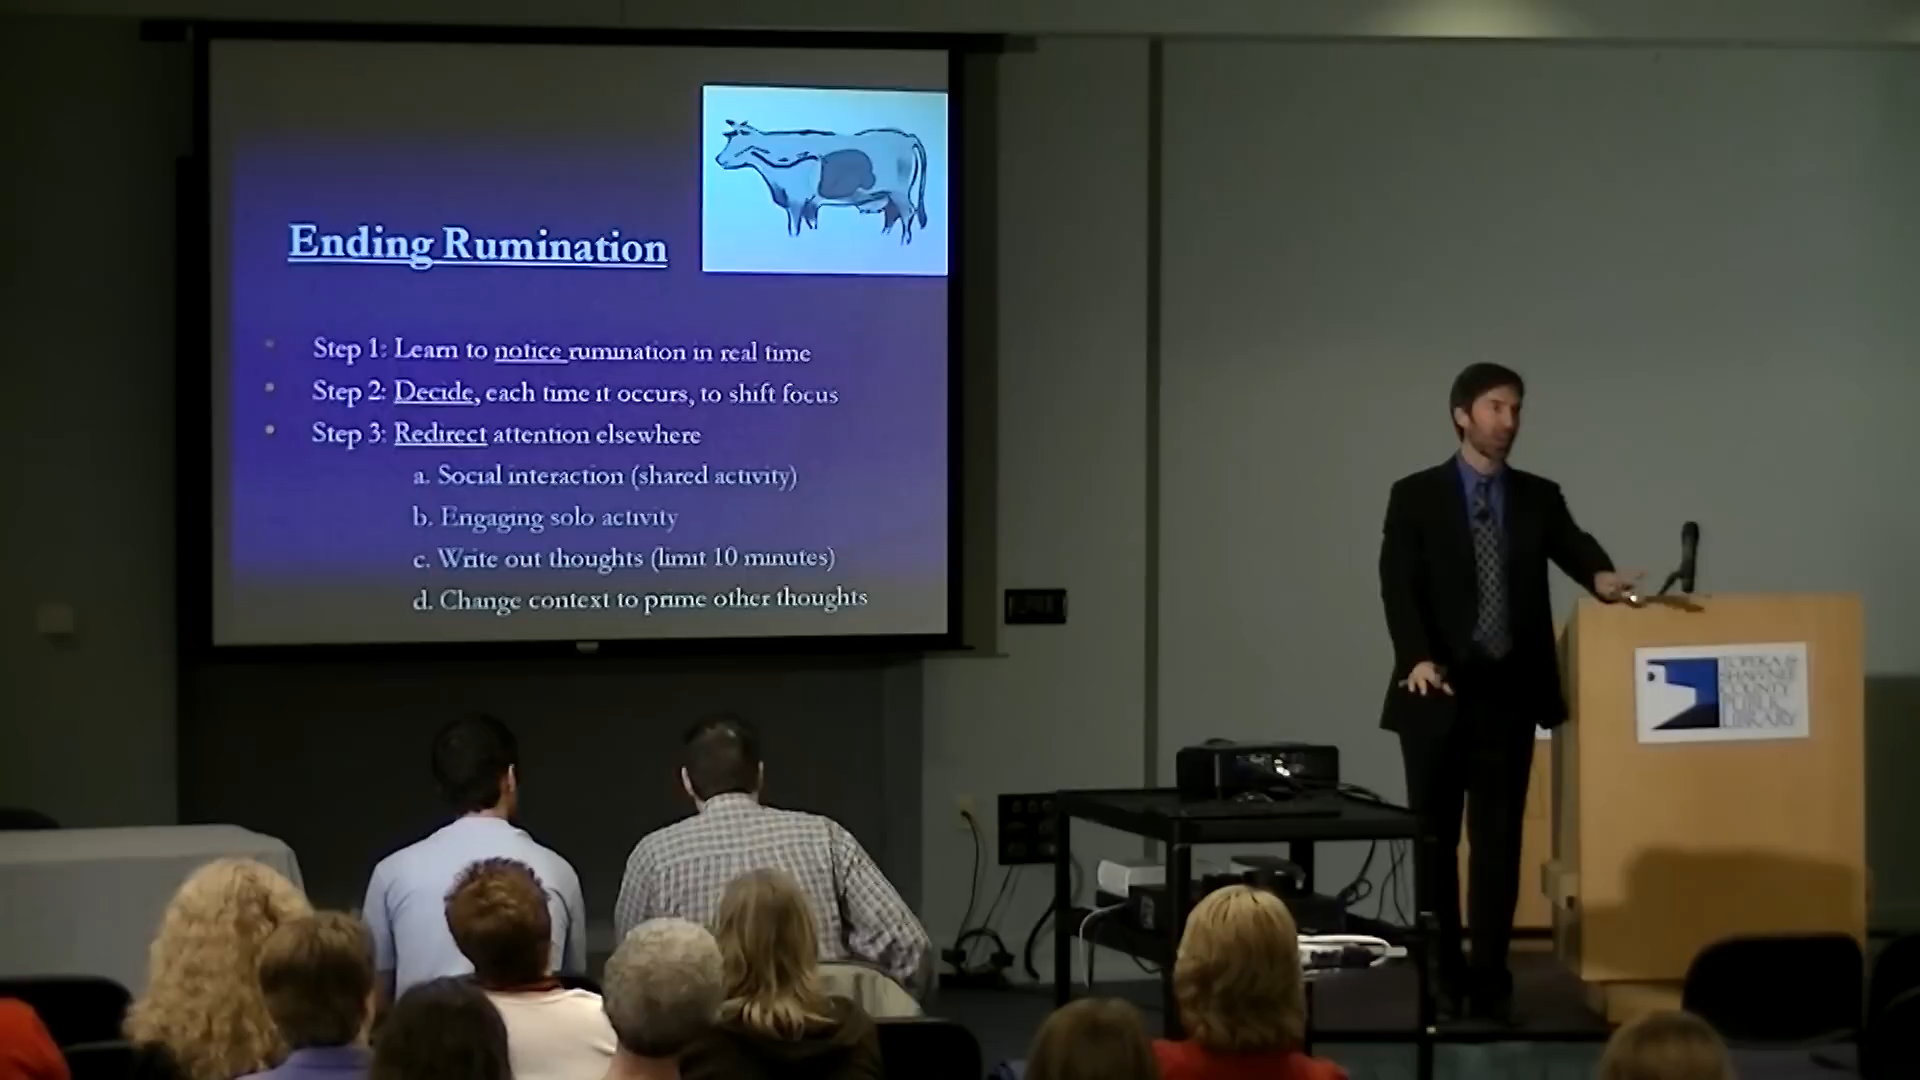 Ending Rumination
Step 1: Learn to notice rumination in real time
Step 2: Decide, each time it occurs, to shift focus
Step 3: Redirect attention elsewhere
a. Social interaction (shared activity)
b. Engaging solo activity
c. Write out thoughts (limit 10 minutes)
d. Change context to prime other thoughts
TOPEKA &
SHAWNEE
COUNTY
PUBLIC
LIBRARY